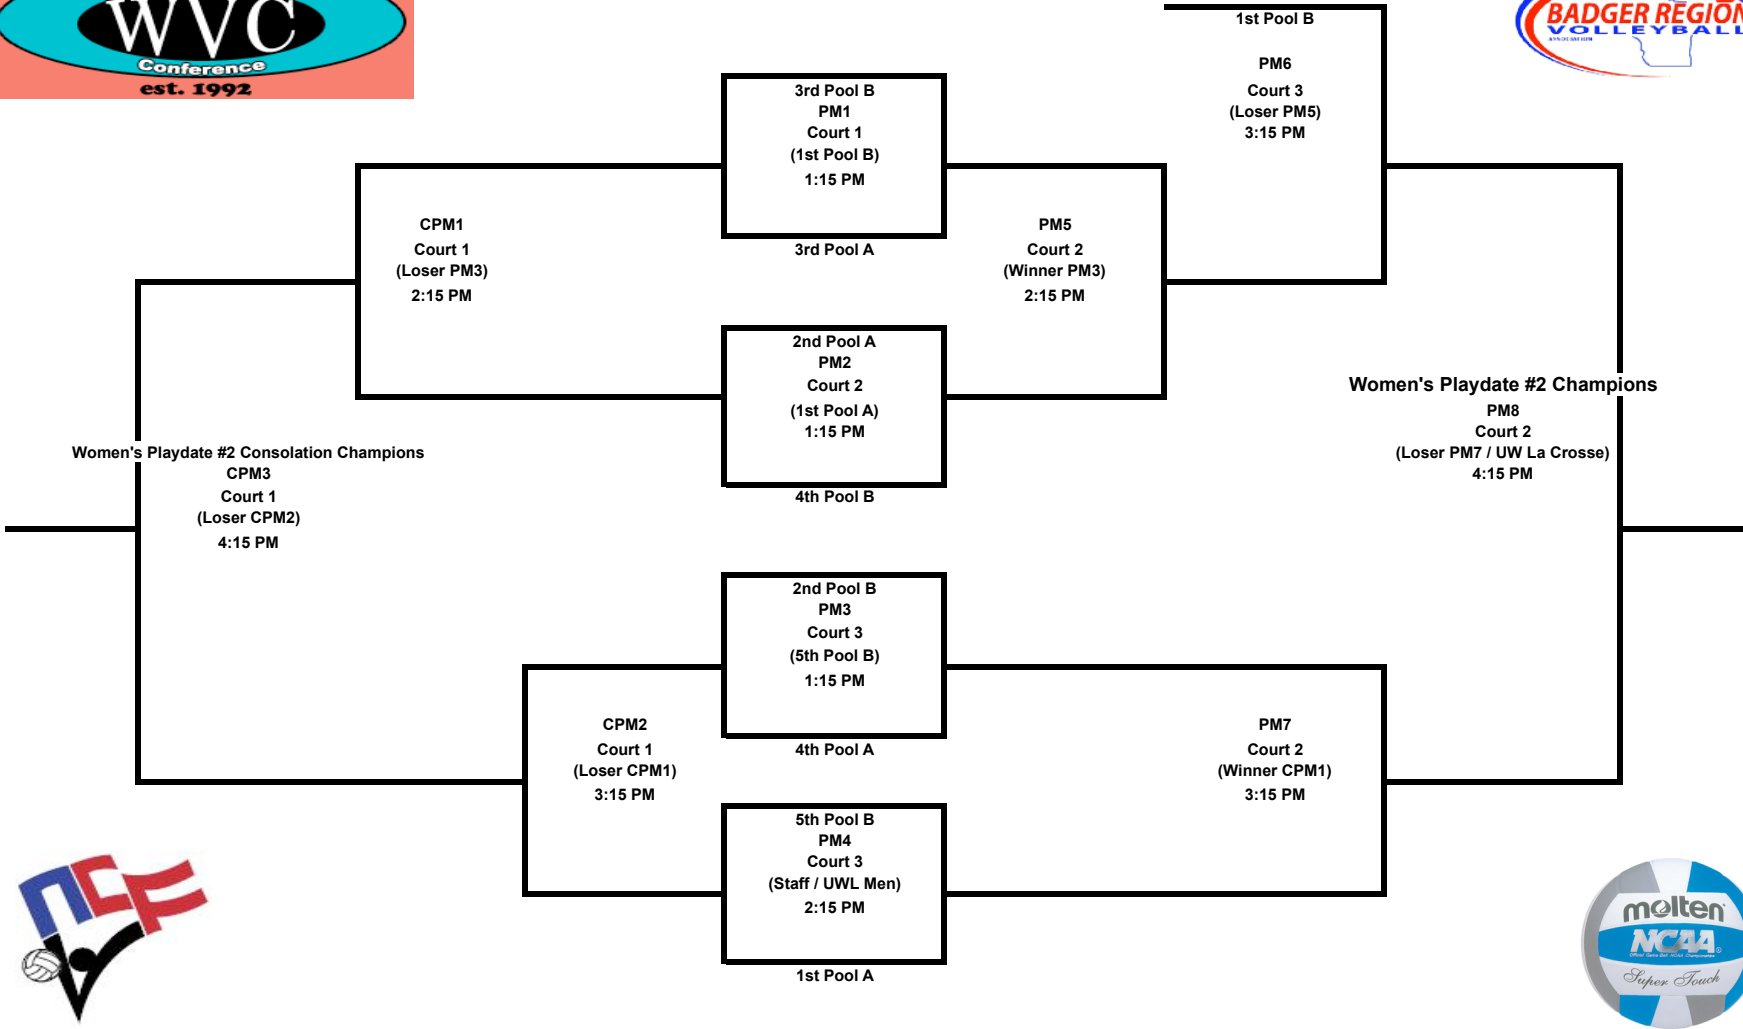 WVC
Conference
est. 1992
BADGER REGION
VOLLEYBALL
ASSOCIATION
1st Pool B
PM6
Court 3
(Loser PM5)
3:15 PM
3rd Pool B
PM1
Court 1
(1st Pool B)
1:15 PM
3rd Pool A
CPM1
Court 1
(Loser PM3)
2:15 PM
PM5
Court 2
(Winner PM3)
2:15 PM
2nd Pool A
PM2
Court 2
(1st Pool A)
1:15 PM
4th Pool B
Women's Playdate #2 Champions
PM8
Court 2
(Loser PM7 / UW La Crosse)
4:15 PM
Women's Playdate #2 Consolation Champions
CPM3
Court 1
(Loser CPM2)
4:15 PM
2nd Pool B
PM3
Court 3
(5th Pool B)
1:15 PM
4th Pool A
CPM2
Court 1
(Loser CPM1)
3:15 PM
PM7
Court 2
(Winner CPM1)
3:15 PM
5th Pool B
PM4
Court 3
(Staff / UWL Men)
2:15 PM
1st Pool A
NCF
molten
NCAA
Super Touch